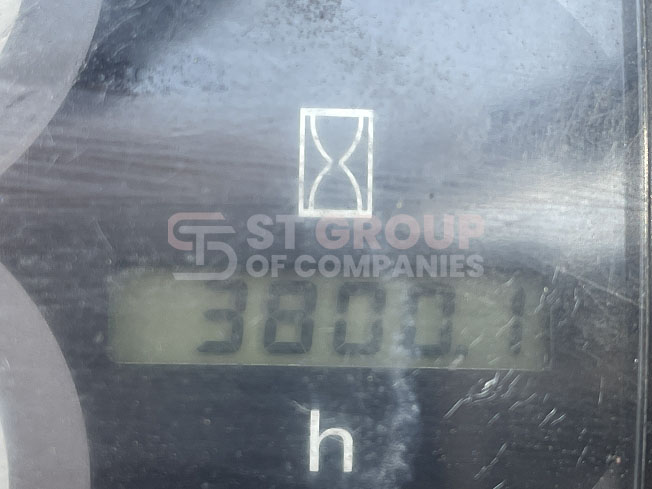 ST GROUP
OF COMPANIES
3800.1
h